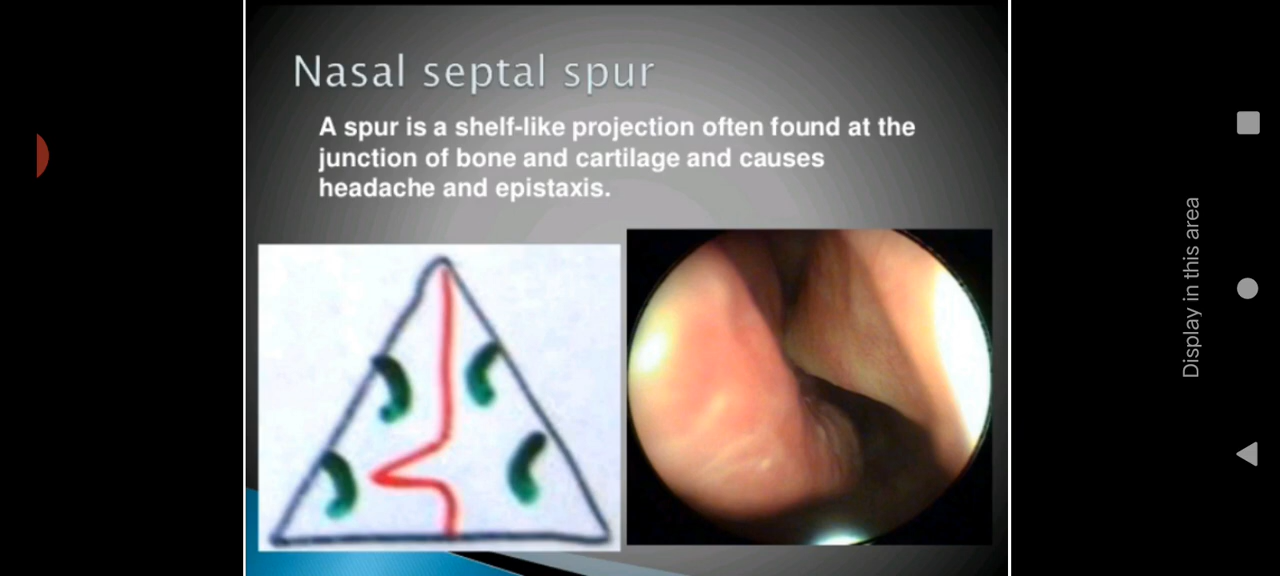 Nasal septal spur
A spur is a shelf-like projection often found at the
junction of bone and cartilage and causes
headache and epistaxis.
Display in this area